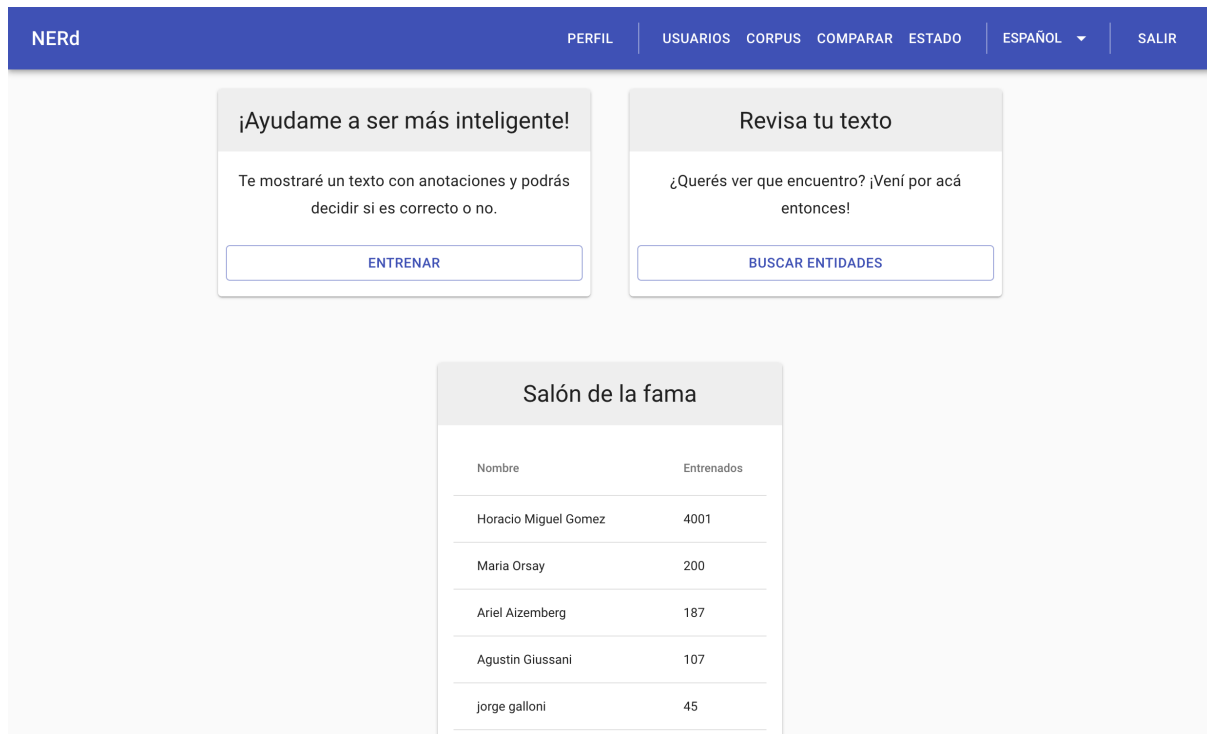 NERd PERFIL USUARIOS CORPUS COMPARAR ESTADO ESPAÑOL SALIR
¡Ayudame a ser más inteligente!
Te mostraré un texto con anotaciones y podrás
decidir si es correcto o no.
ENTRENAR
Revisa tu texto
¿Querés ver que encuentro? ¡Vení por acá
entonces!
BUSCAR ENTIDADES
Salón de la fama
Nombre Entrenados
Horacio Miguel Gomez 4001
Maria Orsay 200
Ariel Aizemberg 187
Agustin Giussani 107
jorge galloni 45